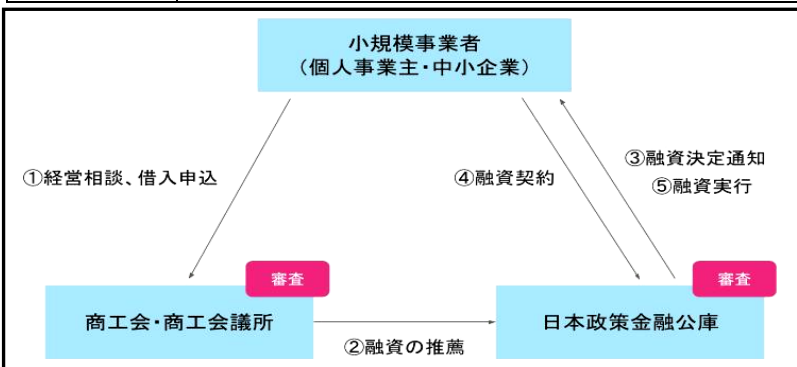 小規模事業者
（個人事業主・中小企業）
①経営相談、借入申込
④融資契約
③融資決定通知
⑤融資実行
審査
商工会・商工会議所
②融資の推薦
審査
日本政策金融公庫